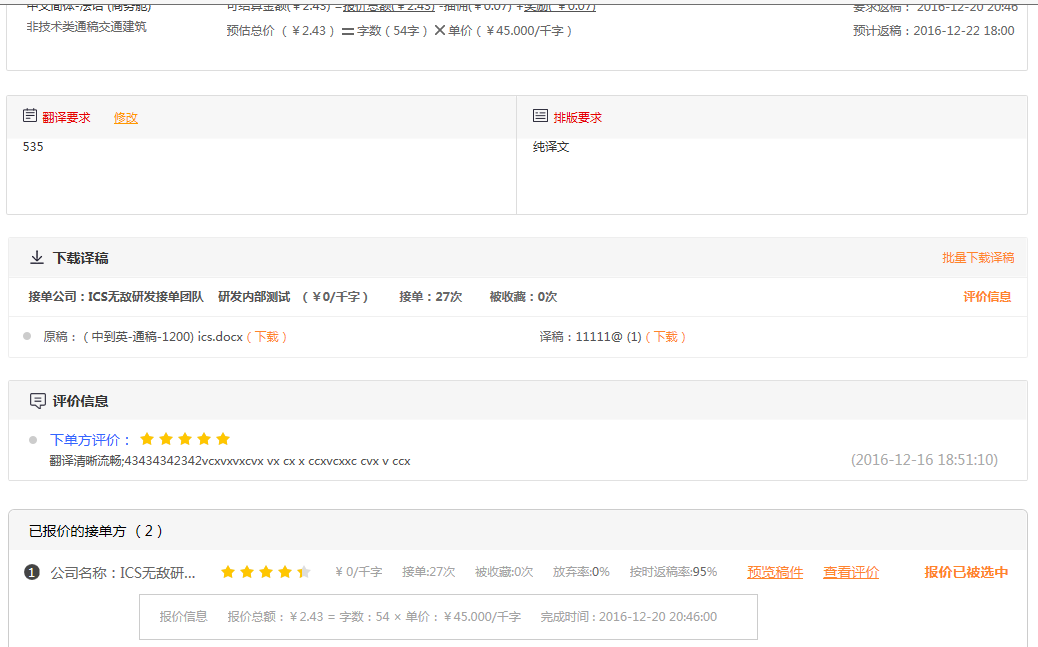 中文简体-法语 (商务舱)
可结算金额(￥2.43) =报价总额(￥2.43) -抽佣(￥0.07) +奖励(￥0.07)
要求返稿： 2016-12-20 20:46
非技术类通稿交通建筑
预估总价（￥2.43）＝字数（54字）✕单价（￥45.000/千字）
预计返稿：2016-12-22 18:00
翻译要求 修改
排版要求
535
纯译文
下载译稿
批量下载译稿
接单公司：ICS无敌研发接单团队 研发内部测试 （￥0/千字） 接单：27次 被收藏：0次
评价信息
原稿：（中到英-通稿-1200) ics.docx（下载）
译稿：11111@ (1)（下载）
评价信息
下单方评价：
翻译清晰流畅;43434342342vcxvxvxcvx vx cx x ccxvcxxc cvx v ccx
(2016-12-16 18:51:10)
已报价的接单方（2）
1 公司名称：ICS无敌研... ￥0/千字 接单:27次 被收藏:0次 放弃率:0% 按时返稿率:95% 预览稿件 查看评价 报价已被选中
报价信息 报价总额：￥2.43 = 字数：54 × 单价：￥45.000/千字 完成时间 : 2016-12-20 20:46:00